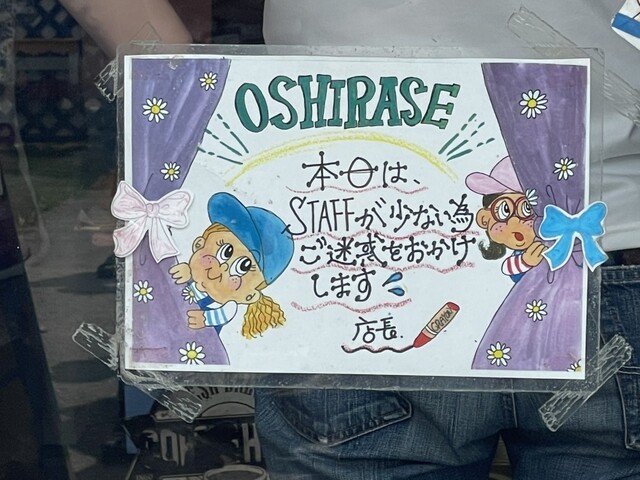 OSHIRASE
本日は、
STAFFが少ない為
ご迷惑をおかけ
します
店長.
CRAYON